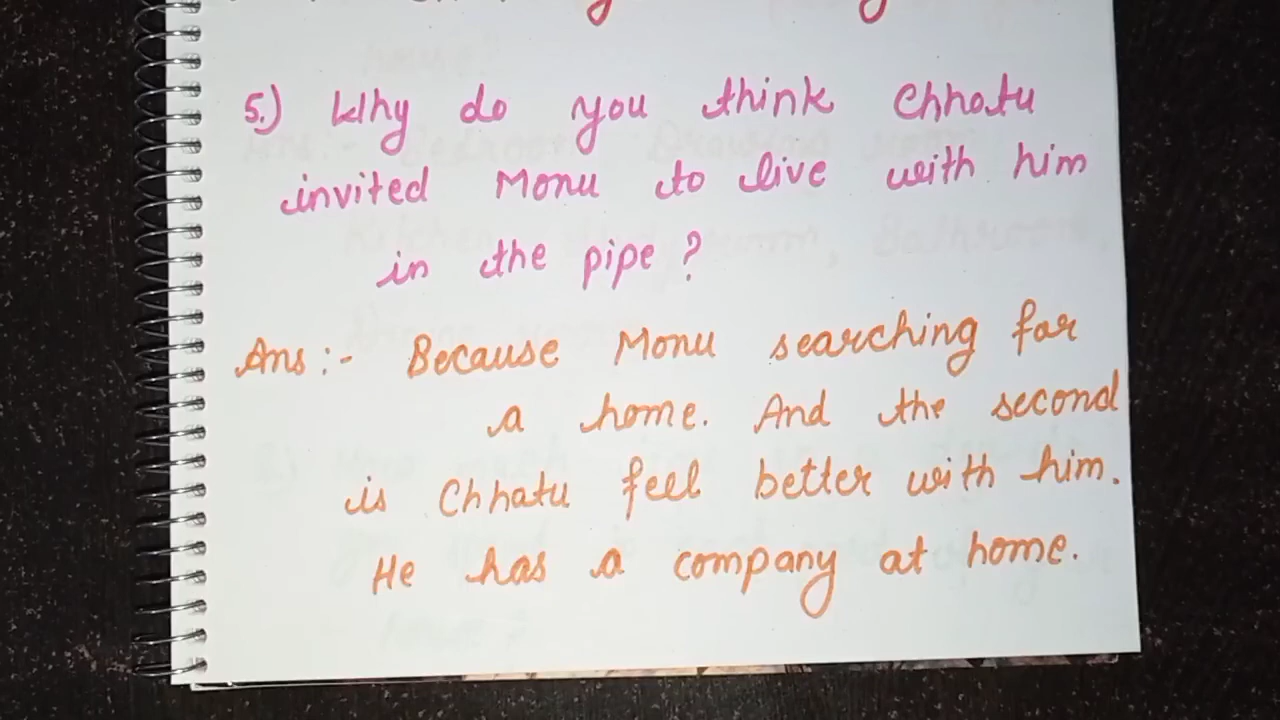 5.) Why do you think Chhotu
invited Monu to live with him
in the pipe ?
Ans :- Because Monu searching for
a home. And the second
is Chhatu feel better with him.
He has a company at home.